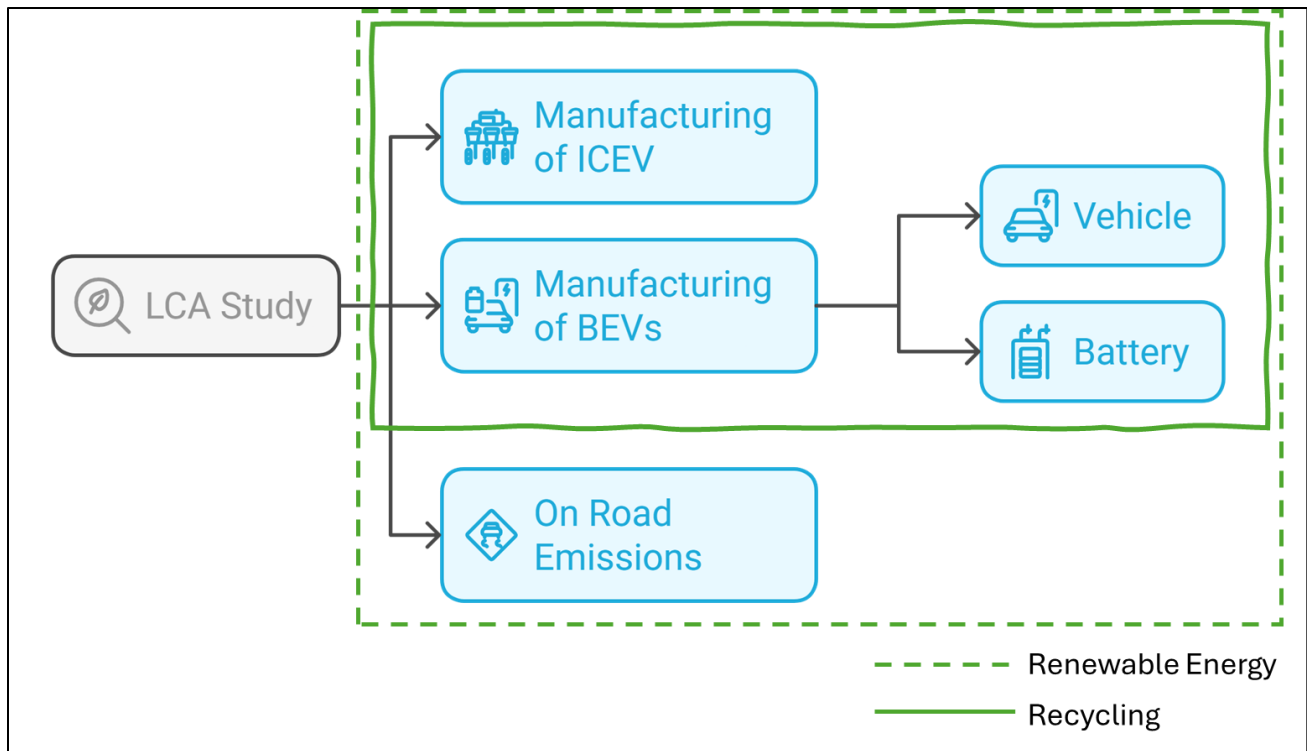 Manufacturing
of ICEV
Vehicle
LCA Study
Manufacturing
of BEVs
Battery
On Road
Emissions
Renewable Energy
Recycling